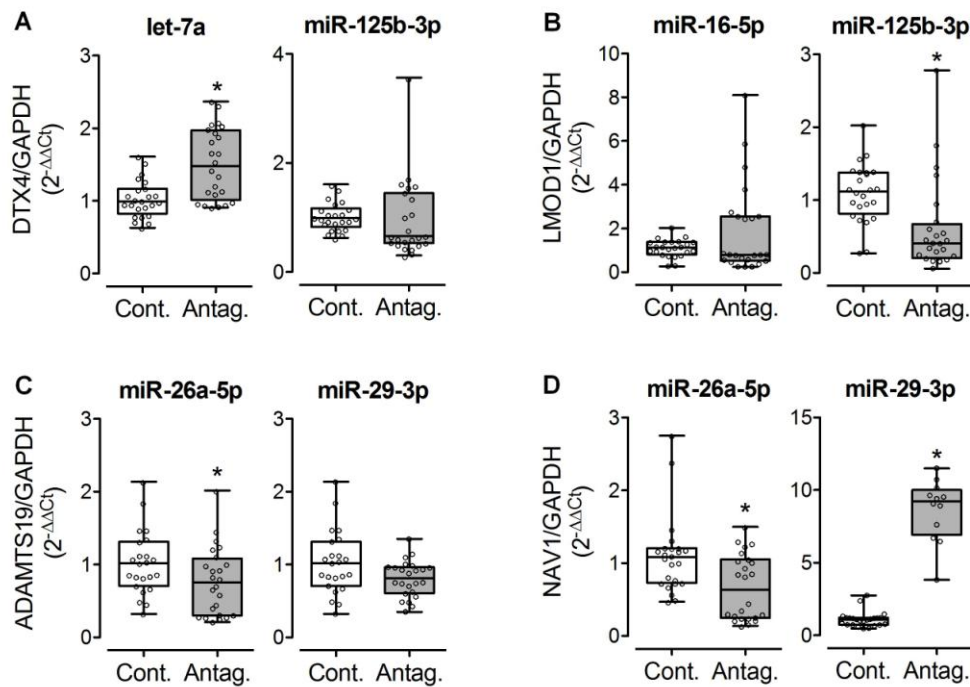 A
let-7a
miR-125b-3p
DTX4/GAPDH
(2-ΔΔCt)
3
2
1
0
*
Cont. Antag.
4
2
0
Cont. Antag.
B
miR-16-5p
miR-125b-3p
LMOD1/GAPDH
(2-ΔΔCt)
10
8
6
4
2
0
Cont. Antag.
3
2
1
0
*
Cont. Antag.
C
miR-26a-5p
miR-29-3p
ADAMTS19/GAPDH
(2-ΔΔCt)
3
2
1
0
*
Cont. Antag.
3
2
1
0
Cont. Antag.
D
miR-26a-5p
miR-29-3p
NAV1/GAPDH
(2-ΔΔCt)
3
2
1
0
*
Cont. Antag.
15
10
5
0
*
Cont. Antag.